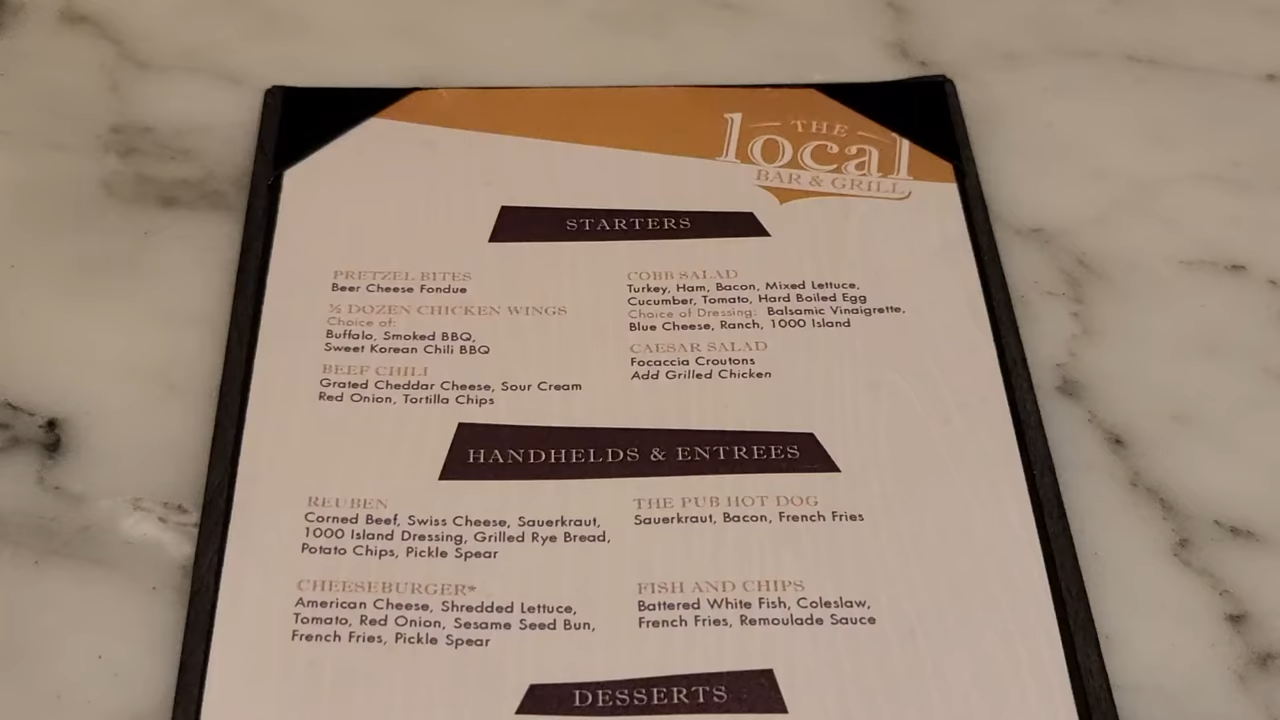 THE
local
BAR & GRILL
STARTERS
PRETZEL BITES
Beer Cheese Fondue
½ DOZEN CHICKEN WINGS
Choice of:
Buffalo, Smoked BBQ,
Sweet Korean Chili BBQ
BEEF CHILI
Grated Cheddar Cheese, Sour Cream
Red Onion, Tortilla Chips
COBB SALAD
Turkey, Ham, Bacon, Mixed Lettuce,
Cucumber, Tomato, Hard Boiled Egg
Choice of Dressing: Balsamic Vinaigrette,
Blue Cheese, Ranch, 1000 Island
CAESAR SALAD
Focaccia Croutons
Add Grilled Chicken
HANDHELDS & ENTREES
REUBEN
Corned Beef, Swiss Cheese, Sauerkraut,
1000 Island Dressing, Grilled Rye Bread,
Potato Chips, Pickle Spear
CHEESEBURGER*
American Cheese, Shredded Lettuce,
Tomato, Red Onion, Sesame Seed Bun,
French Fries, Pickle Spear
THE PUB HOT DOG
Sauerkraut, Bacon, French Fries
FISH AND CHIPS
Battered White Fish, Coleslaw,
French Fries, Remoulade Sauce
DESSERTS